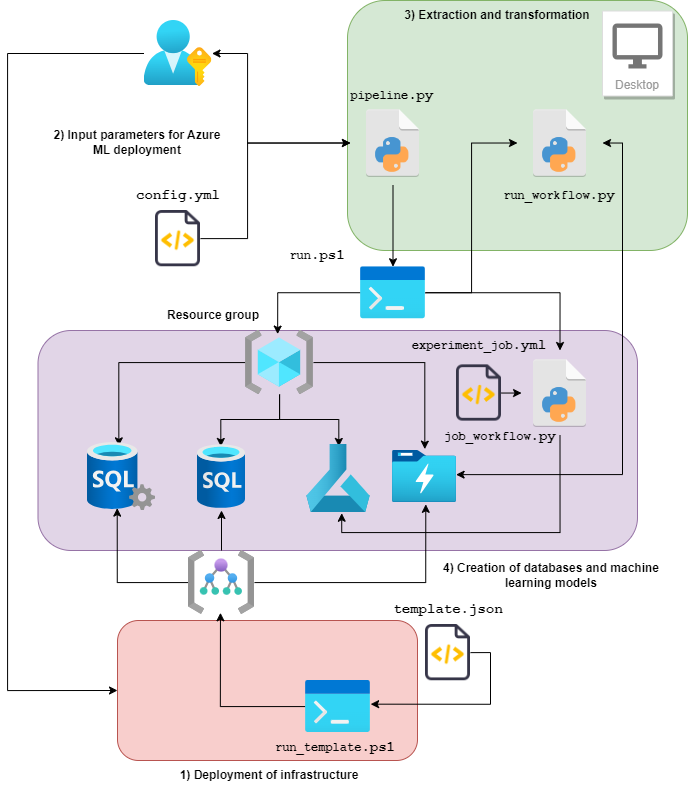 3) Extraction and transformation
Desktop
pipeline.py
2) Input parameters for Azure
ML deployment
config.yml
run_workflow.py
run.ps1
Resource group
experiment_job.yml
job_workflow.py
SQL
SQL
4) Creation of databases and machine
learning models
template.json
run_template.ps1
1) Deployment of infrastructure